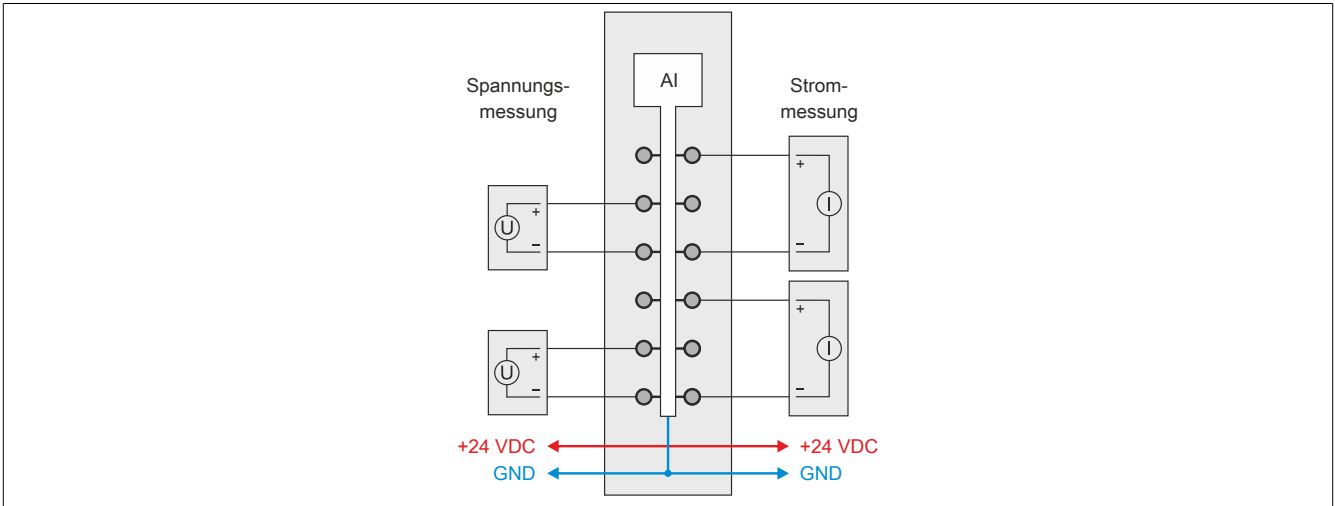 AI
Spannungs-
messung
Strom-
messung
+
+
U
I
−
−
+
+
U
I
−
−
+24 VDC
+24 VDC
GND
GND